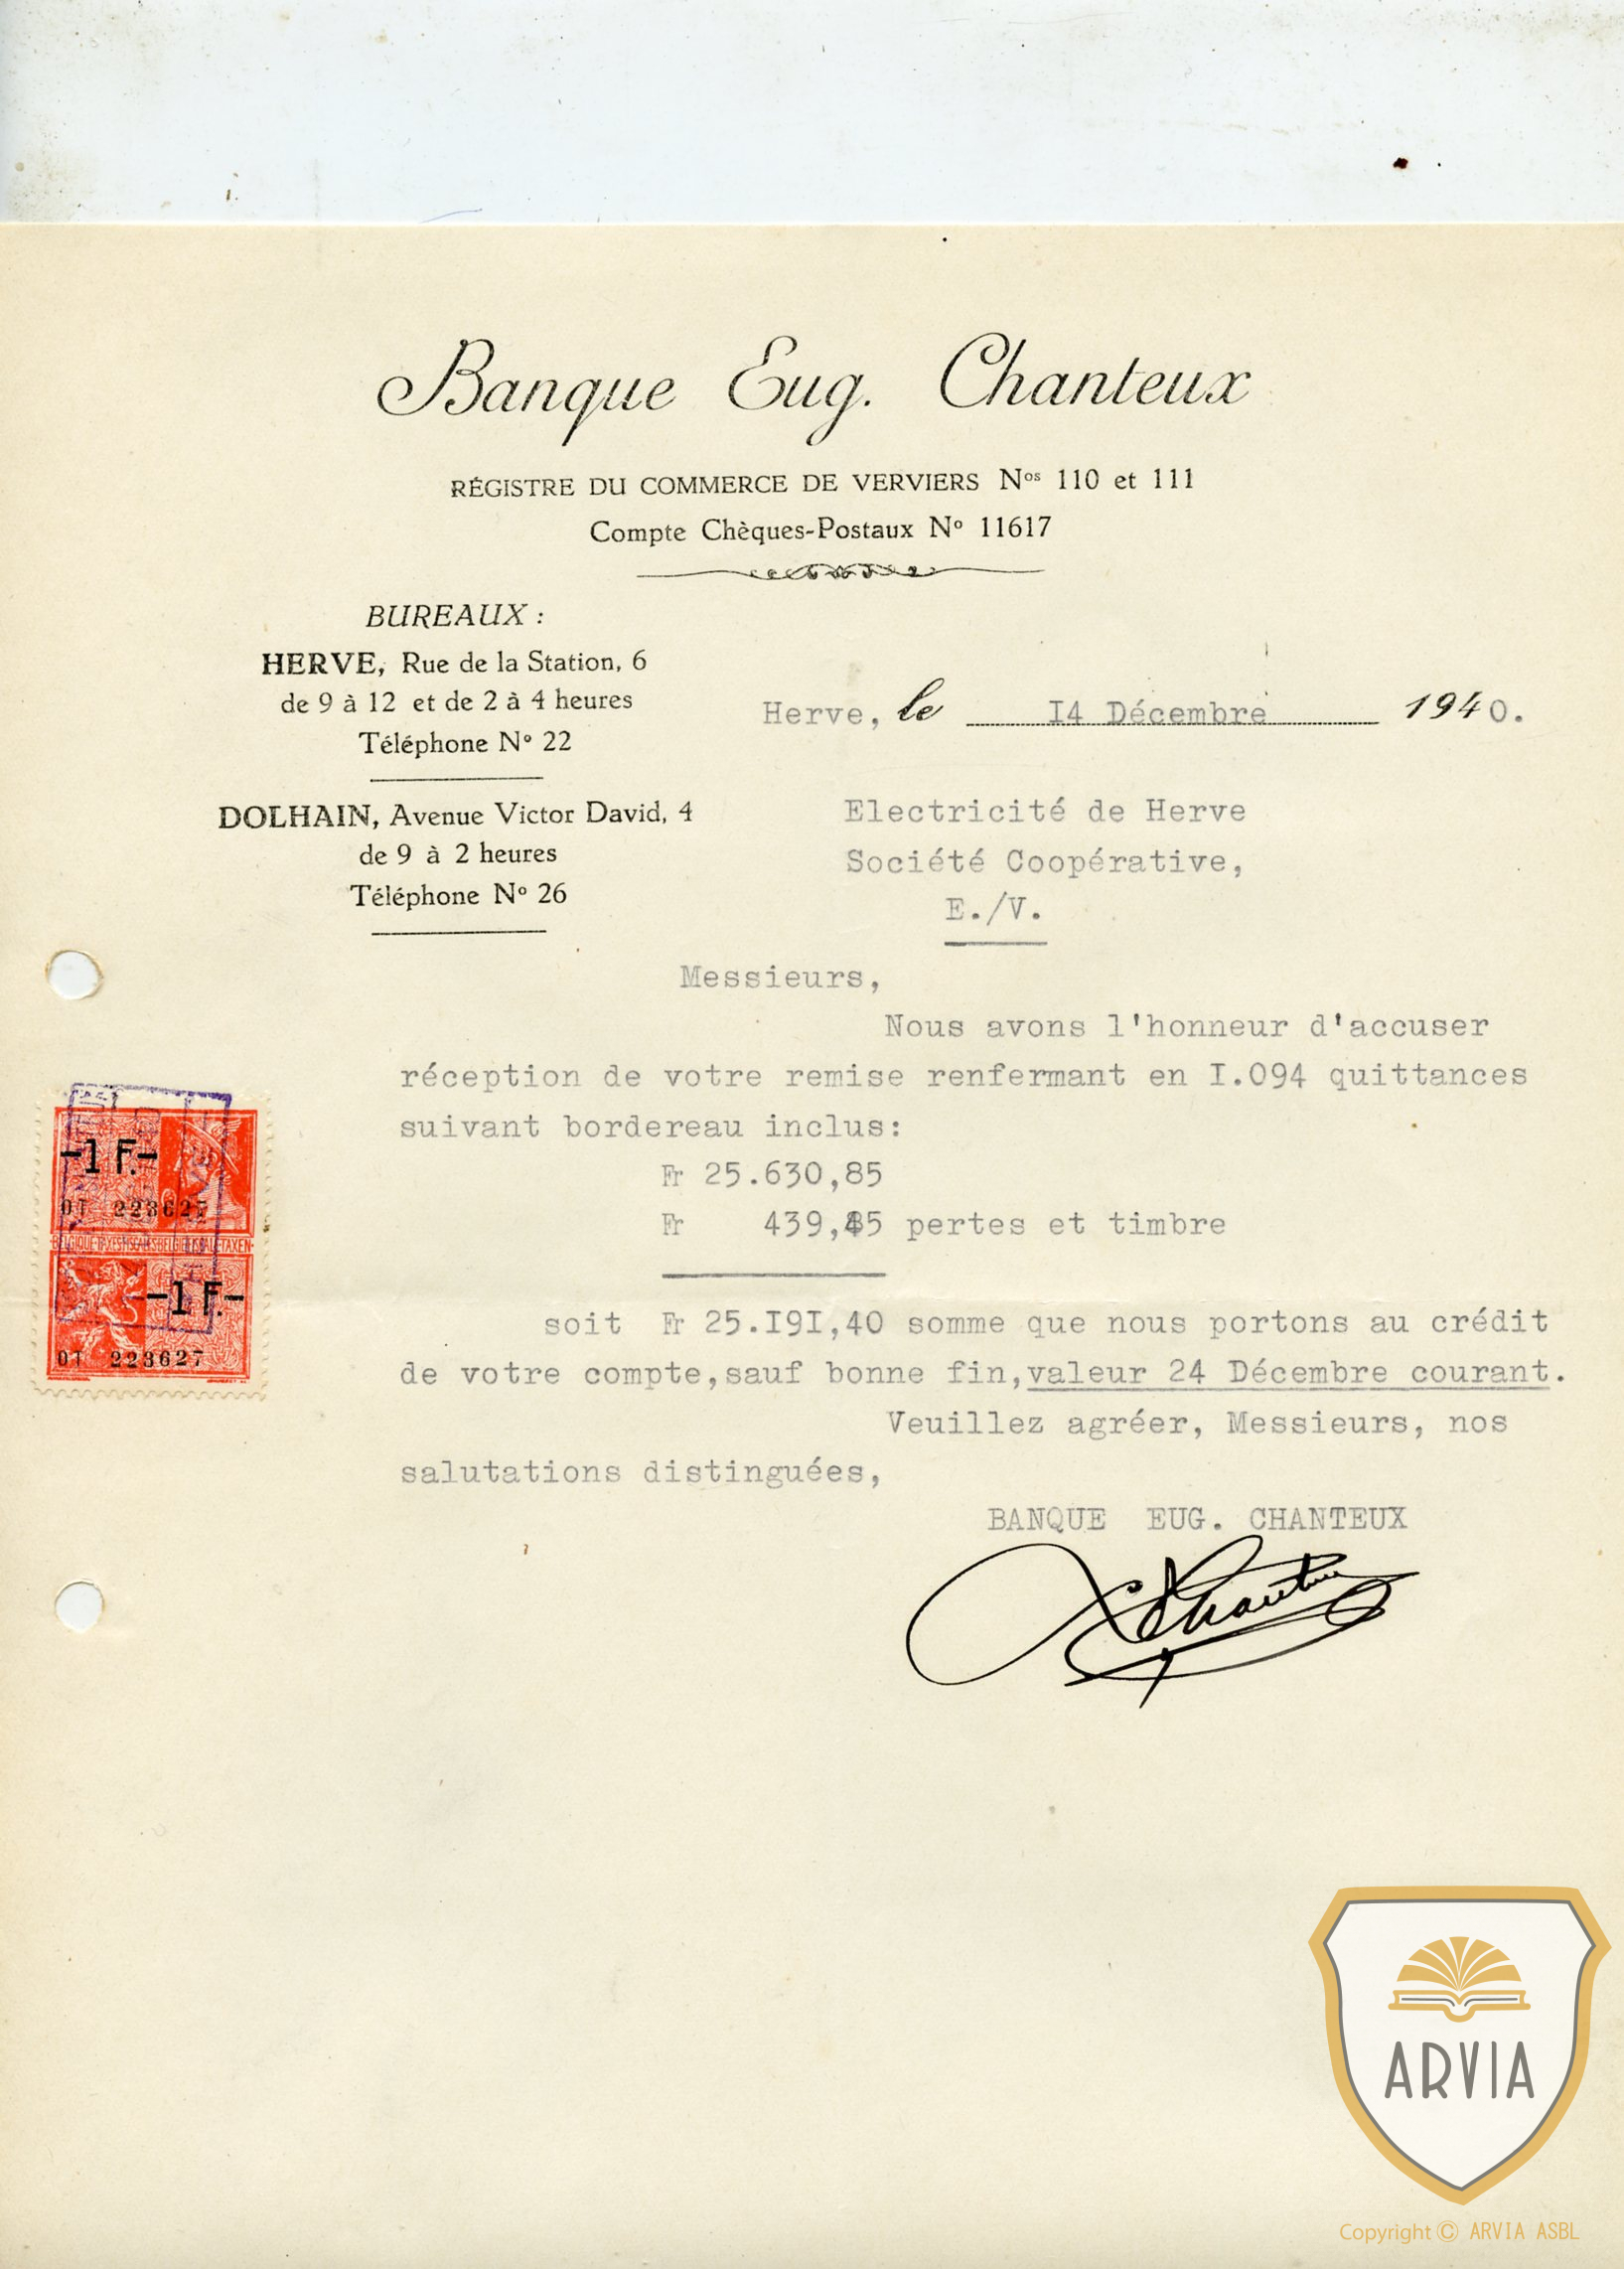 Banque Eug. Chanteux
RÉGISTRE DU COMMERCE DE VERVIERS Nos 110 et 111
Compte Chèques-Postaux No 11617
BUREAUX :
HERVE, Rue de la Station, 6
de 9 à 12 et de 2 à 4 heures
Téléphone No 22
DOLHAIN, Avenue Victor David, 4
de 9 à 2 heures
Téléphone No 26
Herve, le I4 Décembre 1940.
Electricité de Herve
Société Coopérative,
E./V.
Messieurs,
Nous avons l'honneur d'accuser
réception de votre remise renfermant en I.094 quittances
suivant bordereau inclus:
Fr 25.630,85
Fr 439,45 pertes et timbre
soit Fr 25.I9I,40 somme que nous portons au crédit
de votre compte,sauf bonne fin,valeur 24 Décembre courant.
Veuillez agréer, Messieurs, nos
salutations distinguées,
BANQUE EUG. CHANTEUX
-1 F.-
223627
-1 F.-
223627
ARVIA
Copyright © ARVIA ASBL